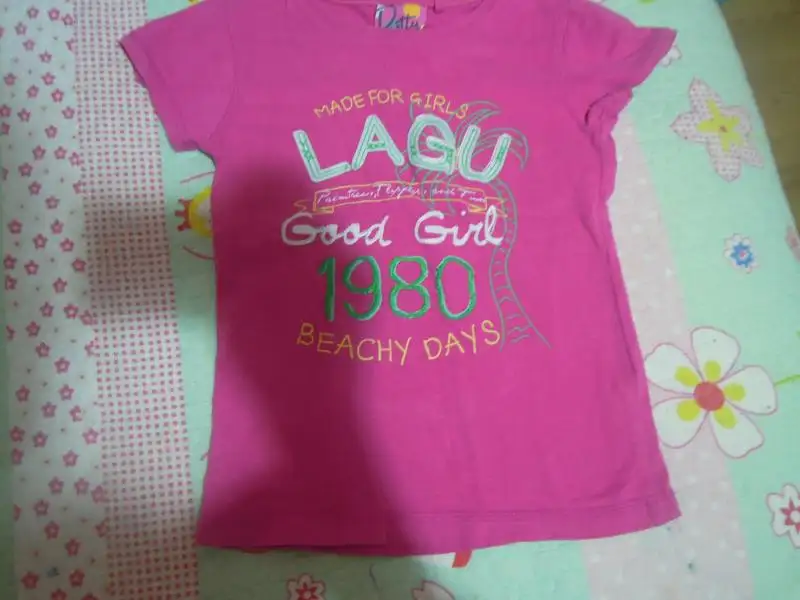 MADE FOR GIRLS
LAGU
Good Girl
1980
BEACHY DAYS